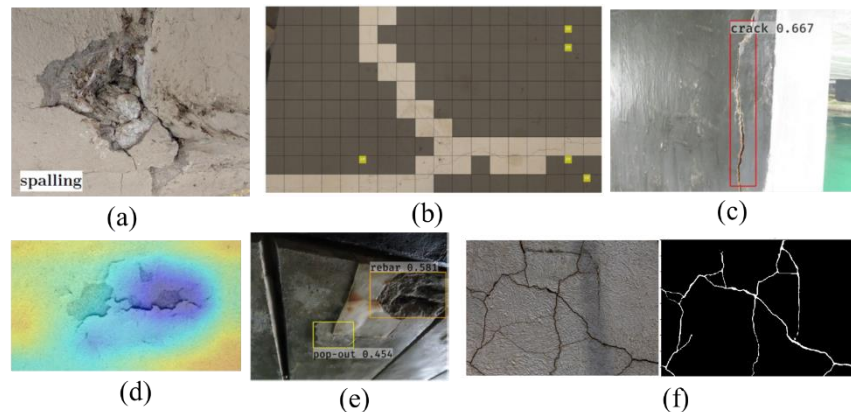 crack 0.667
spalling
(a)
(b)
(c)
rebar 0.581
pop-out 0.454
(d)
(e)
(f)